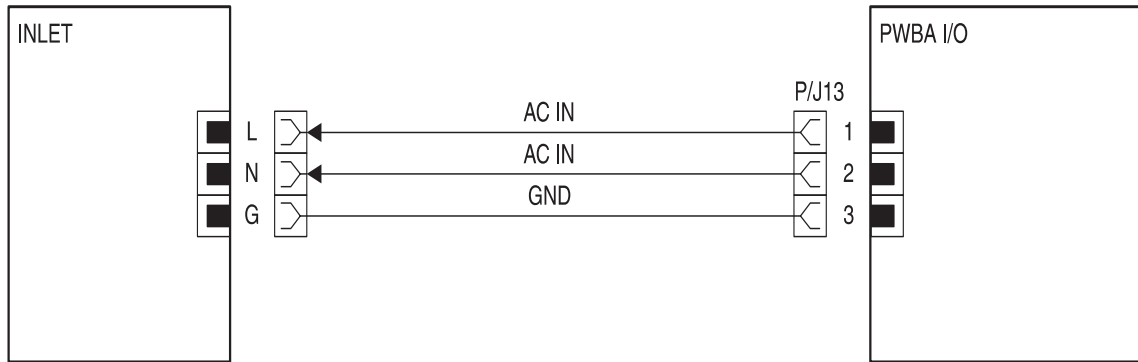 INLET
PWBA I/O
P/J13
L AC IN 1
N AC IN 2
G GND 3